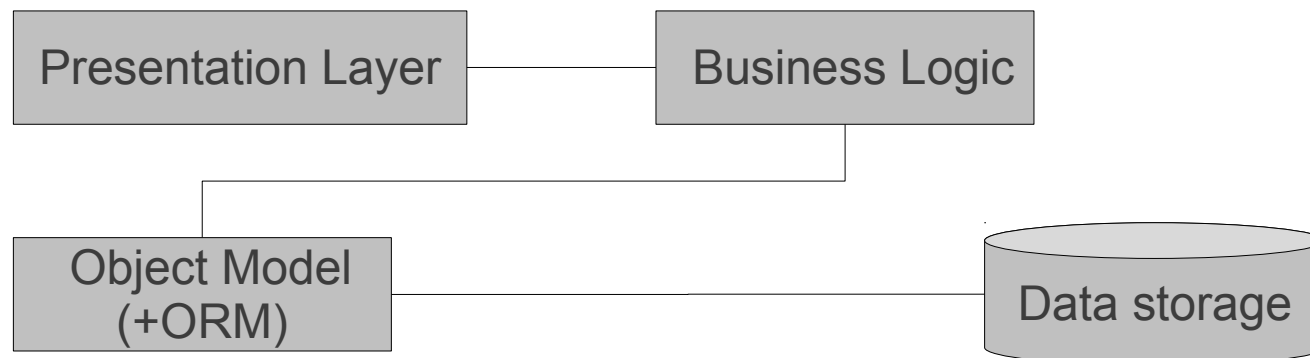 Presentation Layer
Business Logic
Object Model
(+ORM)
Data storage